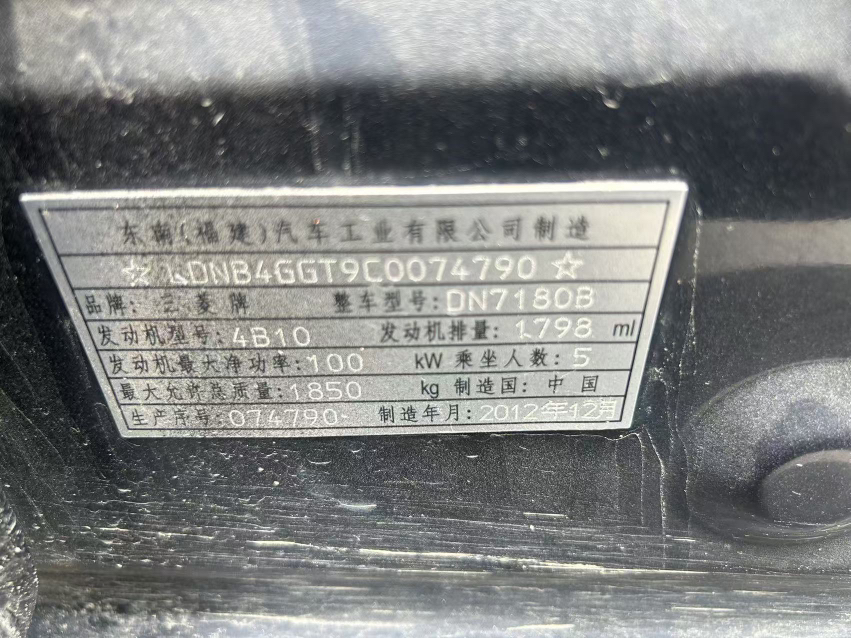 东南(福建)汽车工业有限公司制造
☆LDNB4GGT9C0074790☆
品牌: 三菱牌 整车型号: DN7180B
发动机型号: 4B10 发动机排量: 1798 ml
发动机最大净功率: 100 kW 乘坐人数: 5
最大允许总质量: 1850 kg 制造国: 中国
生产序号: 074790 制造年月: 2012年12月